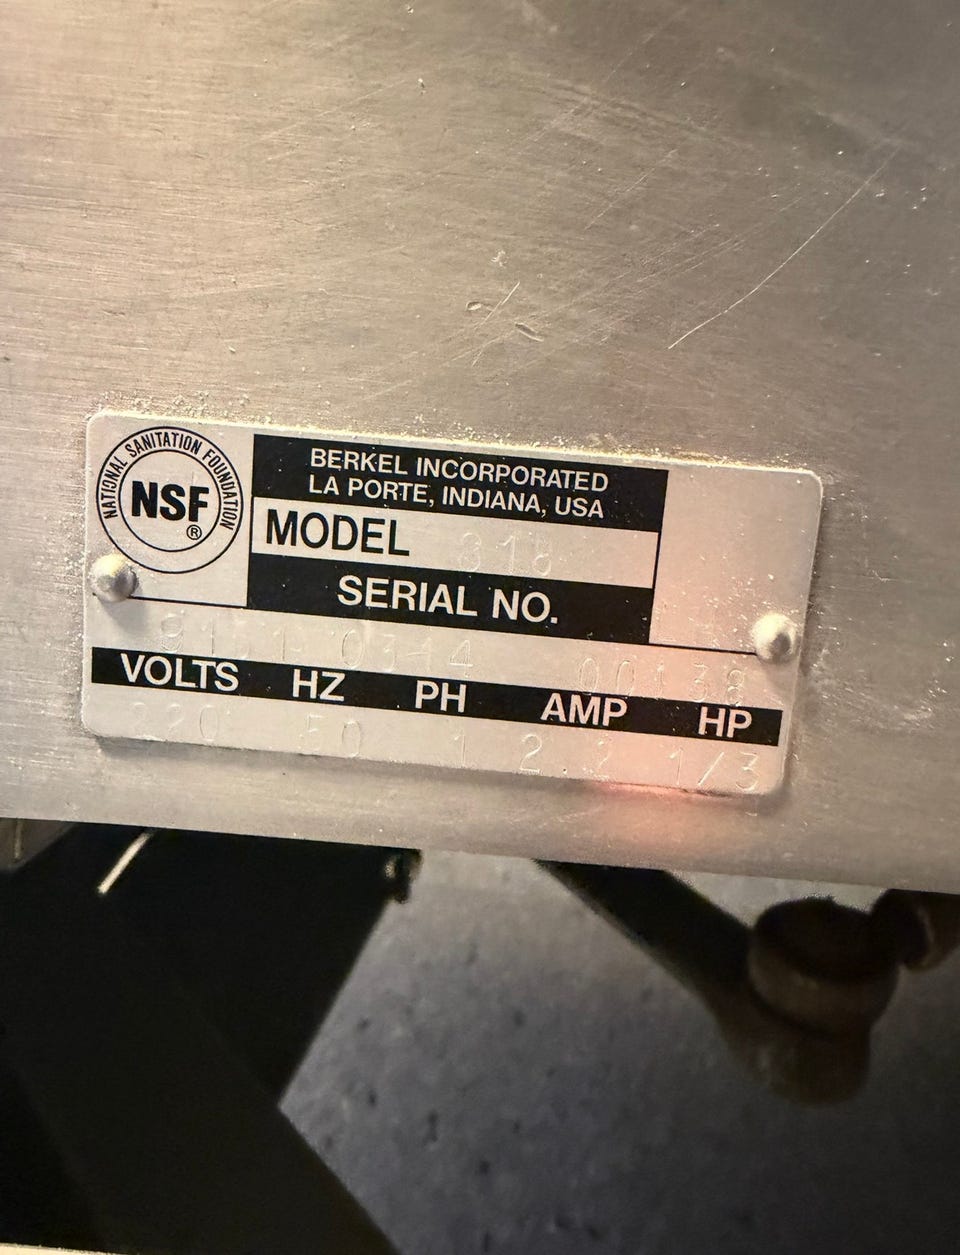 NATIONAL SANITATION FOUNDATION
NSF®
BERKEL INCORPORATED
LA PORTE, INDIANA, USA
MODEL 818
SERIAL NO.
00138
VOLTS HZ PH AMP HP
220 50 1 2.2 1/3